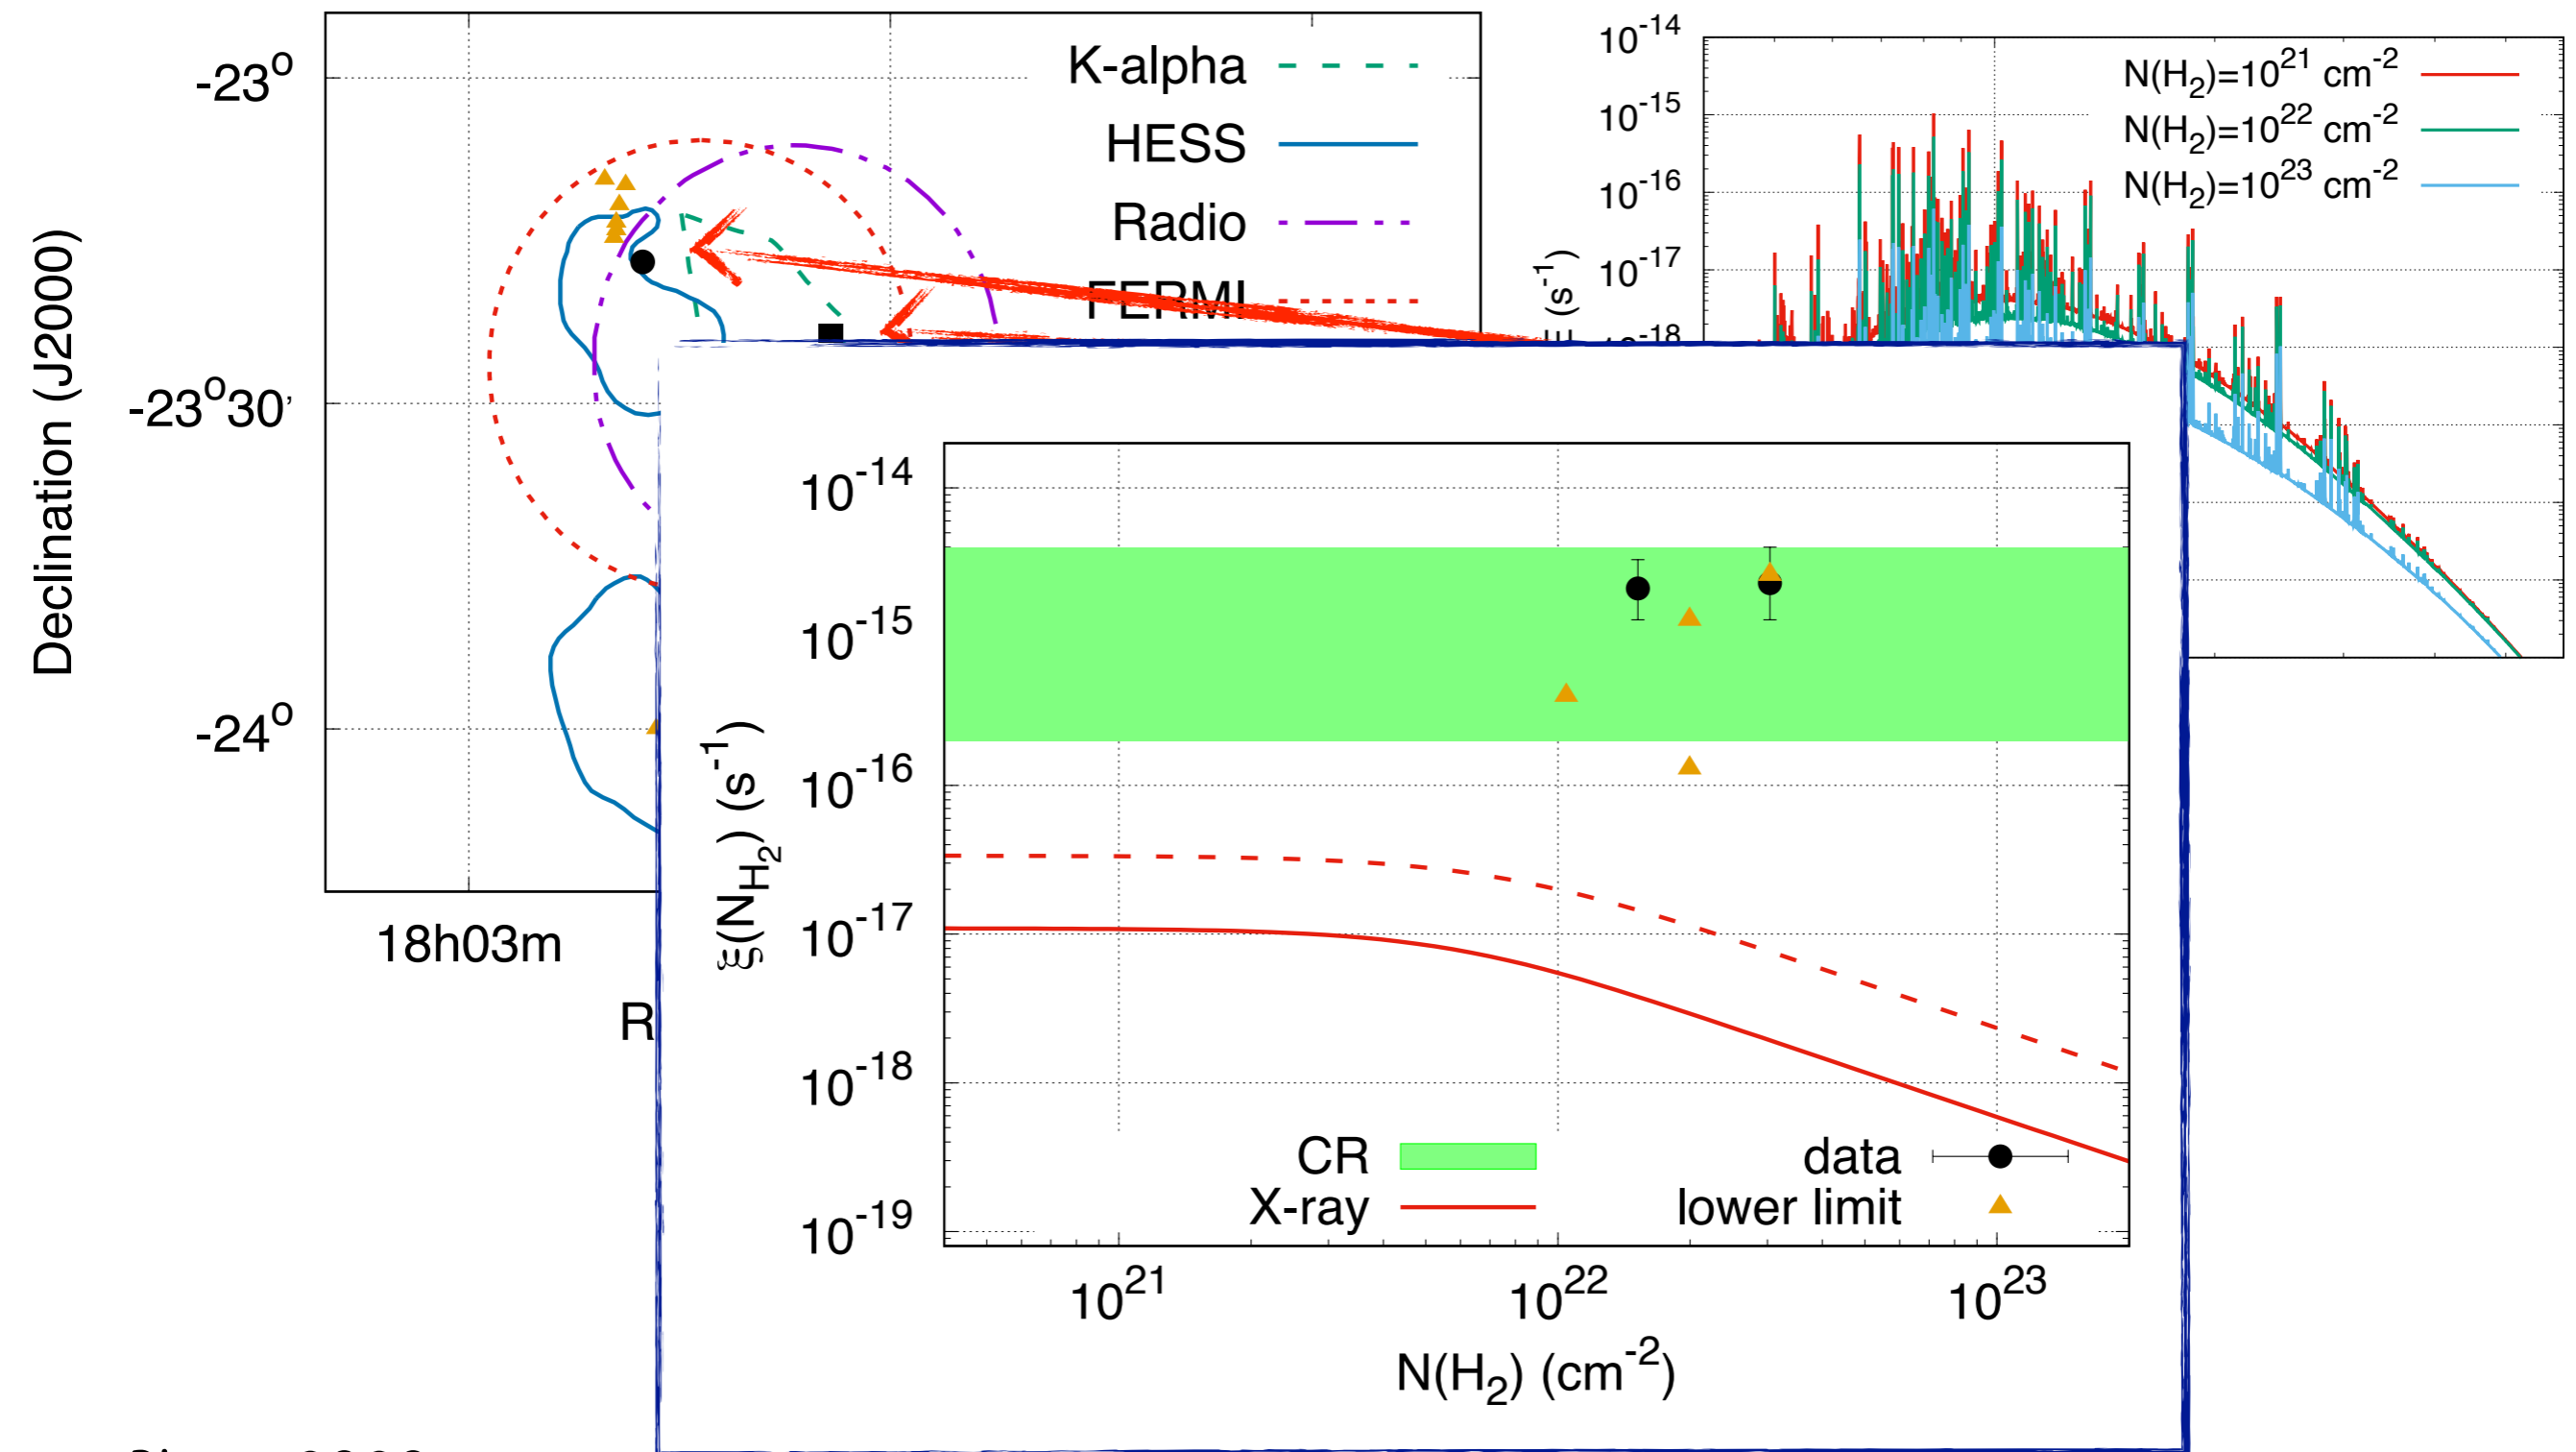 Declination (J2000)
-23°
-23°30'
-24°
18h03m
R
K-alpha
HESS
Radio
FERMI
10^-14
10^-15
10^-16
10^-17
E (s^-1)
N(H₂)=10^21 cm^-2
N(H₂)=10^22 cm^-2
N(H₂)=10^23 cm^-2
ξ(N_H₂) (s^-1)
10^-14
10^-15
10^-16
10^-17
10^-18
10^-19
CR
X-ray
data
lower limit
10^21
10^22
10^23
N(H₂) (cm^-2)